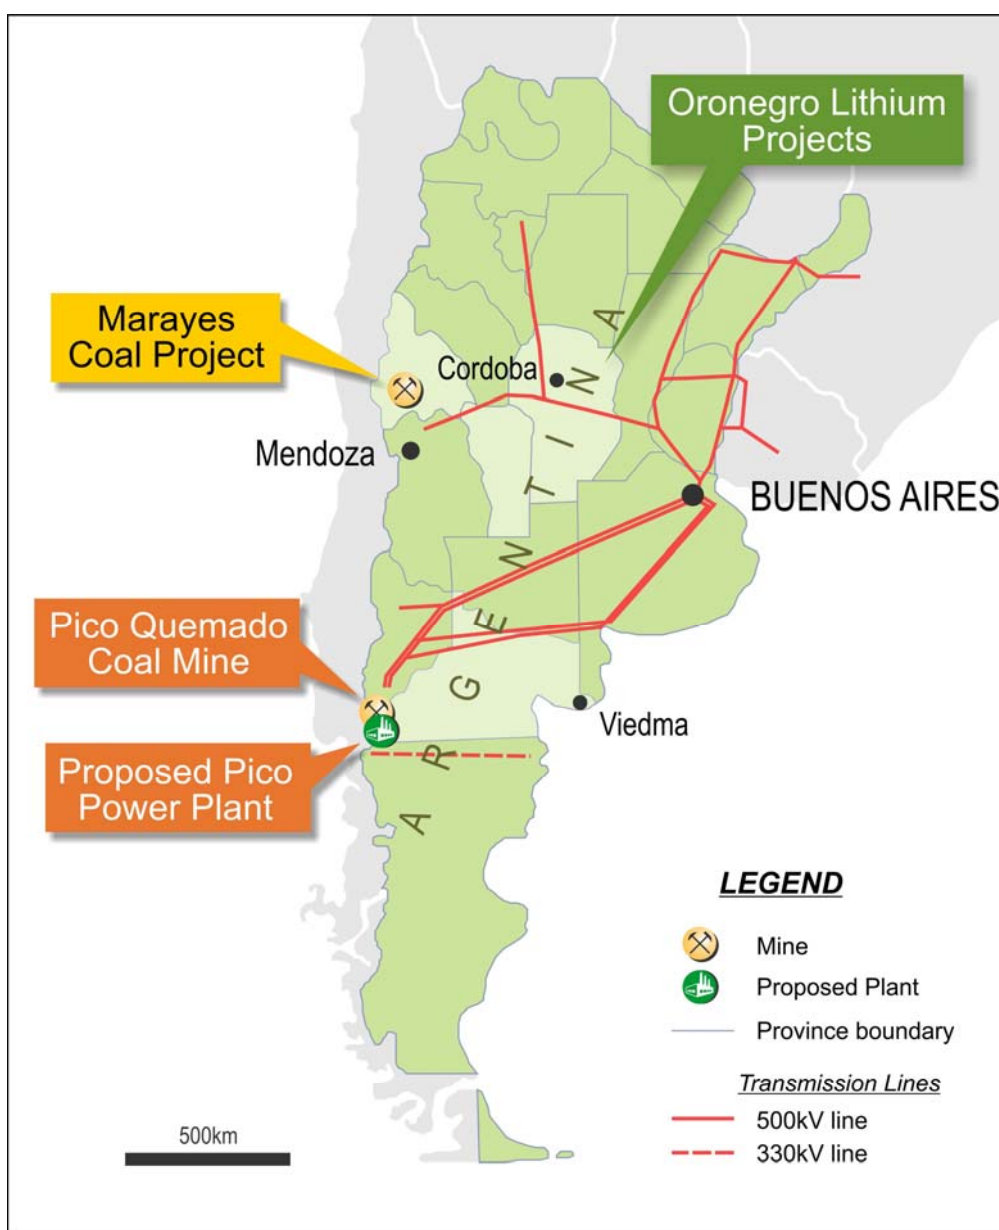 Oronegro Lithium
Projects
Marayes
Coal Project
Cordoba
Mendoza
BUENOS AIRES
ARGENTINA
Pico Quemado
Coal Mine
Viedma
Proposed Pico
Power Plant
LEGEND
Mine
Proposed Plant
Province boundary
Transmission Lines
500kV line
330kV line
500km